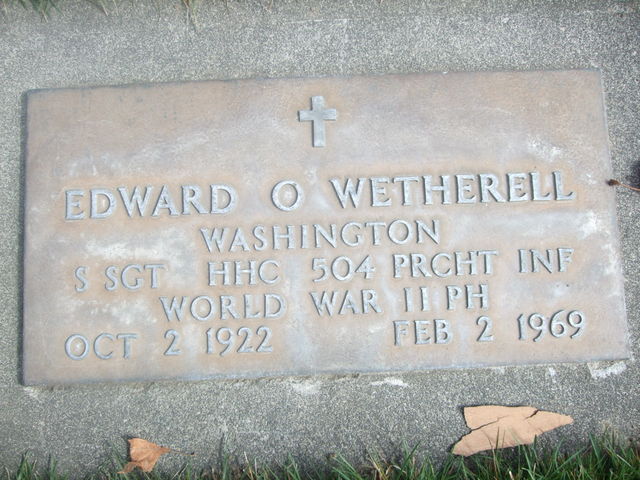 EDWARD O WETHERELL
WASHINGTON
S SGT HHC 504 PRCHT INF
WORLD WAR II PH
OCT 2 1922 FEB 2 1969